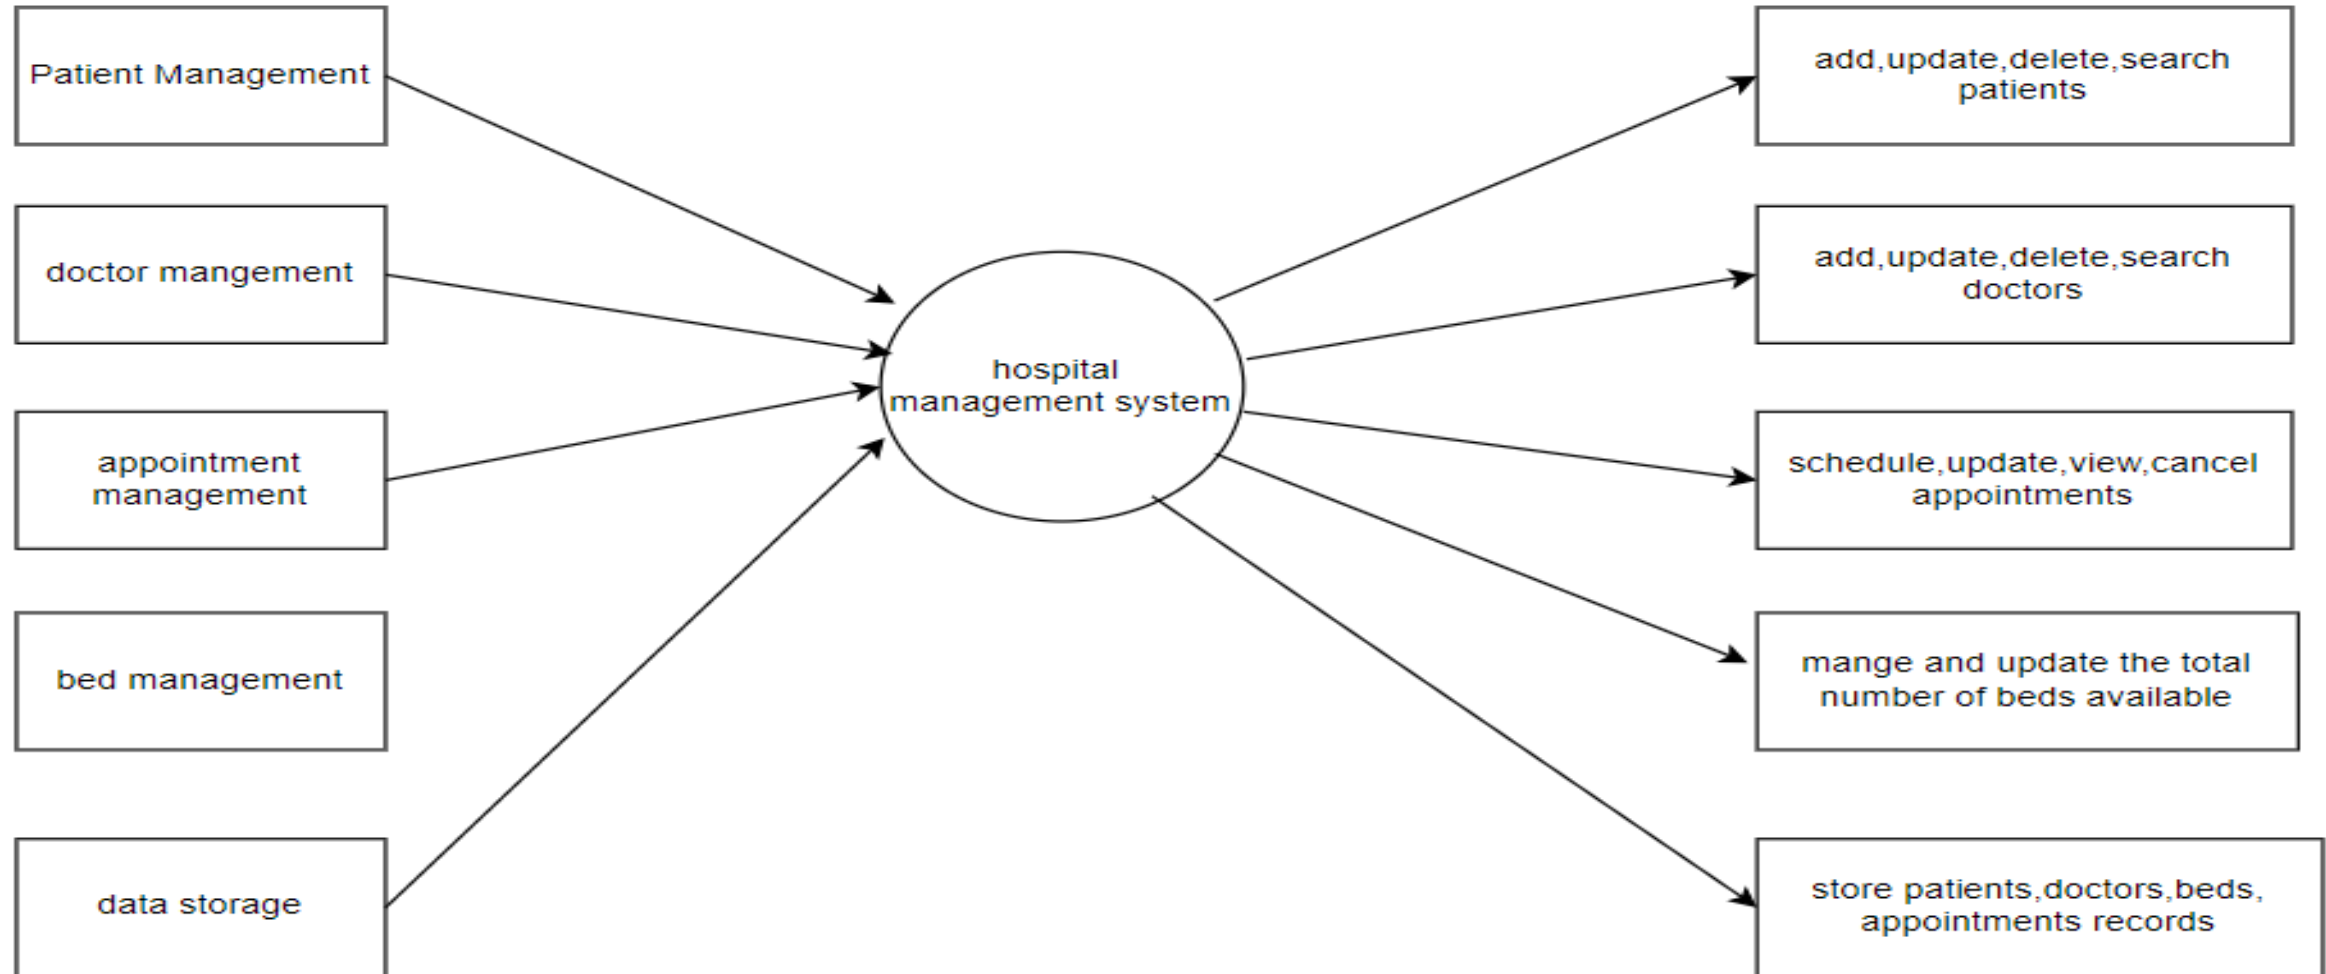 Patient Management
doctor mangement
appointment
management
bed management
data storage
hospital
management system
add,update,delete,search
patients
add,update,delete,search
doctors
schedule,update,view,cancel
appointments
mange and update the total
number of beds available
store patients,doctors,beds,
appointments records